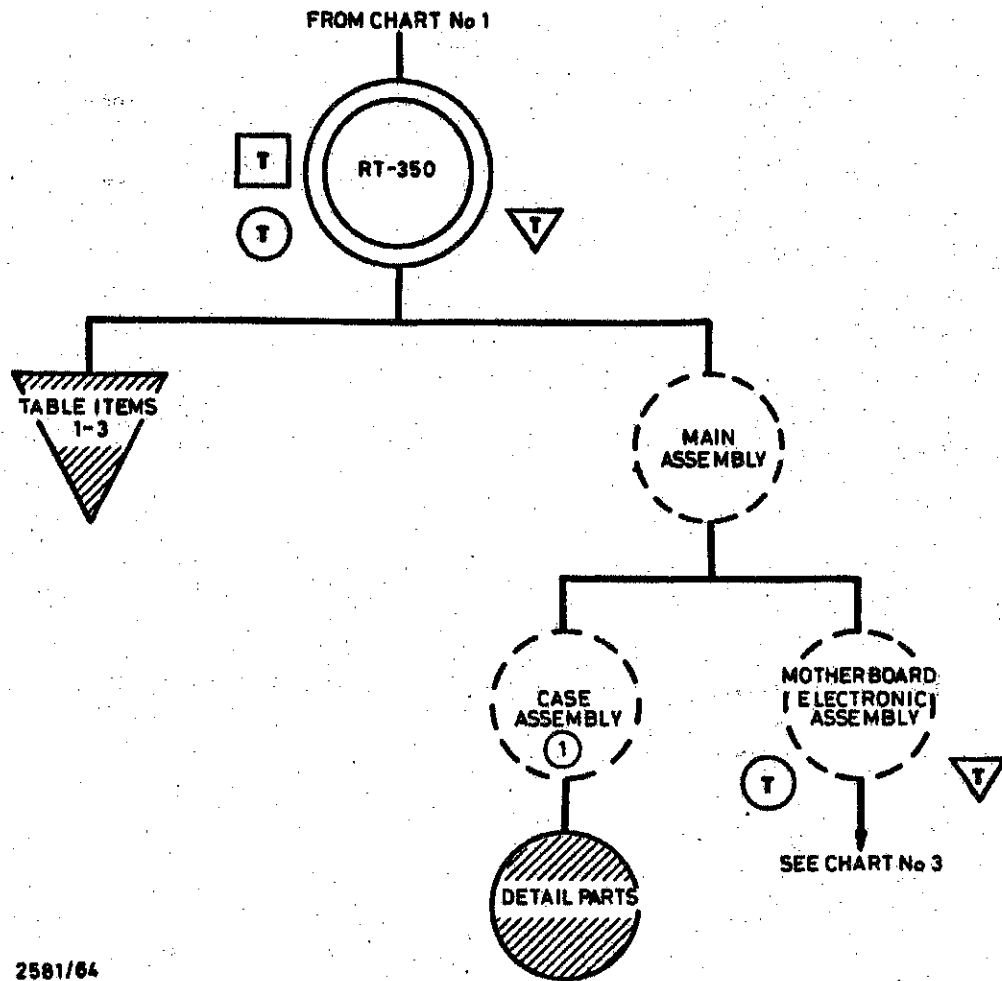 FROM CHART No 1
RT-350
T
T
T
TABLE ITEMS
1-3
MAIN
ASSEMBLY
CASE
ASSEMBLY
1
MOTHERBOARD
ELECTRONIC
ASSEMBLY
T
T
SEE CHART No 3
DETAIL PARTS
2581/64